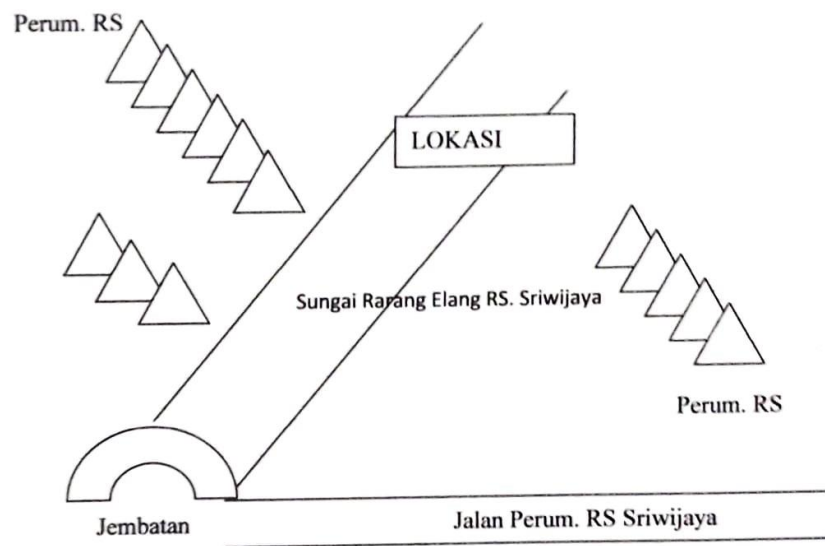 Perum. RS
LOKASI
Sungai Rarang Elang RS. Sriwijaya
Perum. RS
Jembatan
Jalan Perum. RS Sriwijaya